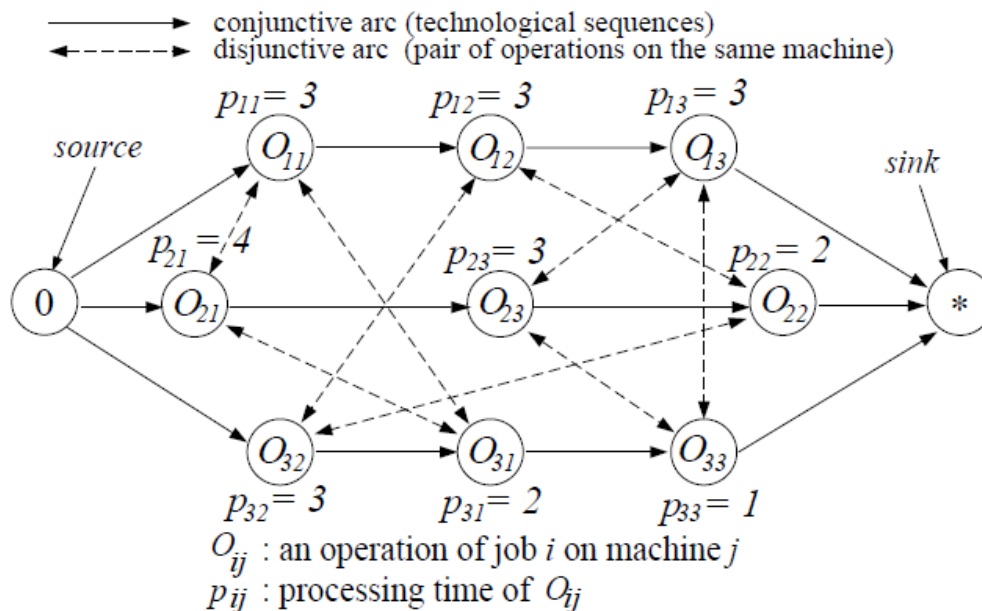 conjunctive arc (technological sequences)
disjunctive arc (pair of operations on the same machine)
p11 = 3 p12 = 3 p13 = 3
source O11 O12 O13 sink
p21 = 4 p23 = 3 p22 = 2
0 O21 O23 O22 *
O32 O31 O33
p32 = 3 p31 = 2 p33 = 1
Oij : an operation of job i on machine j
pij : processing time of Oij